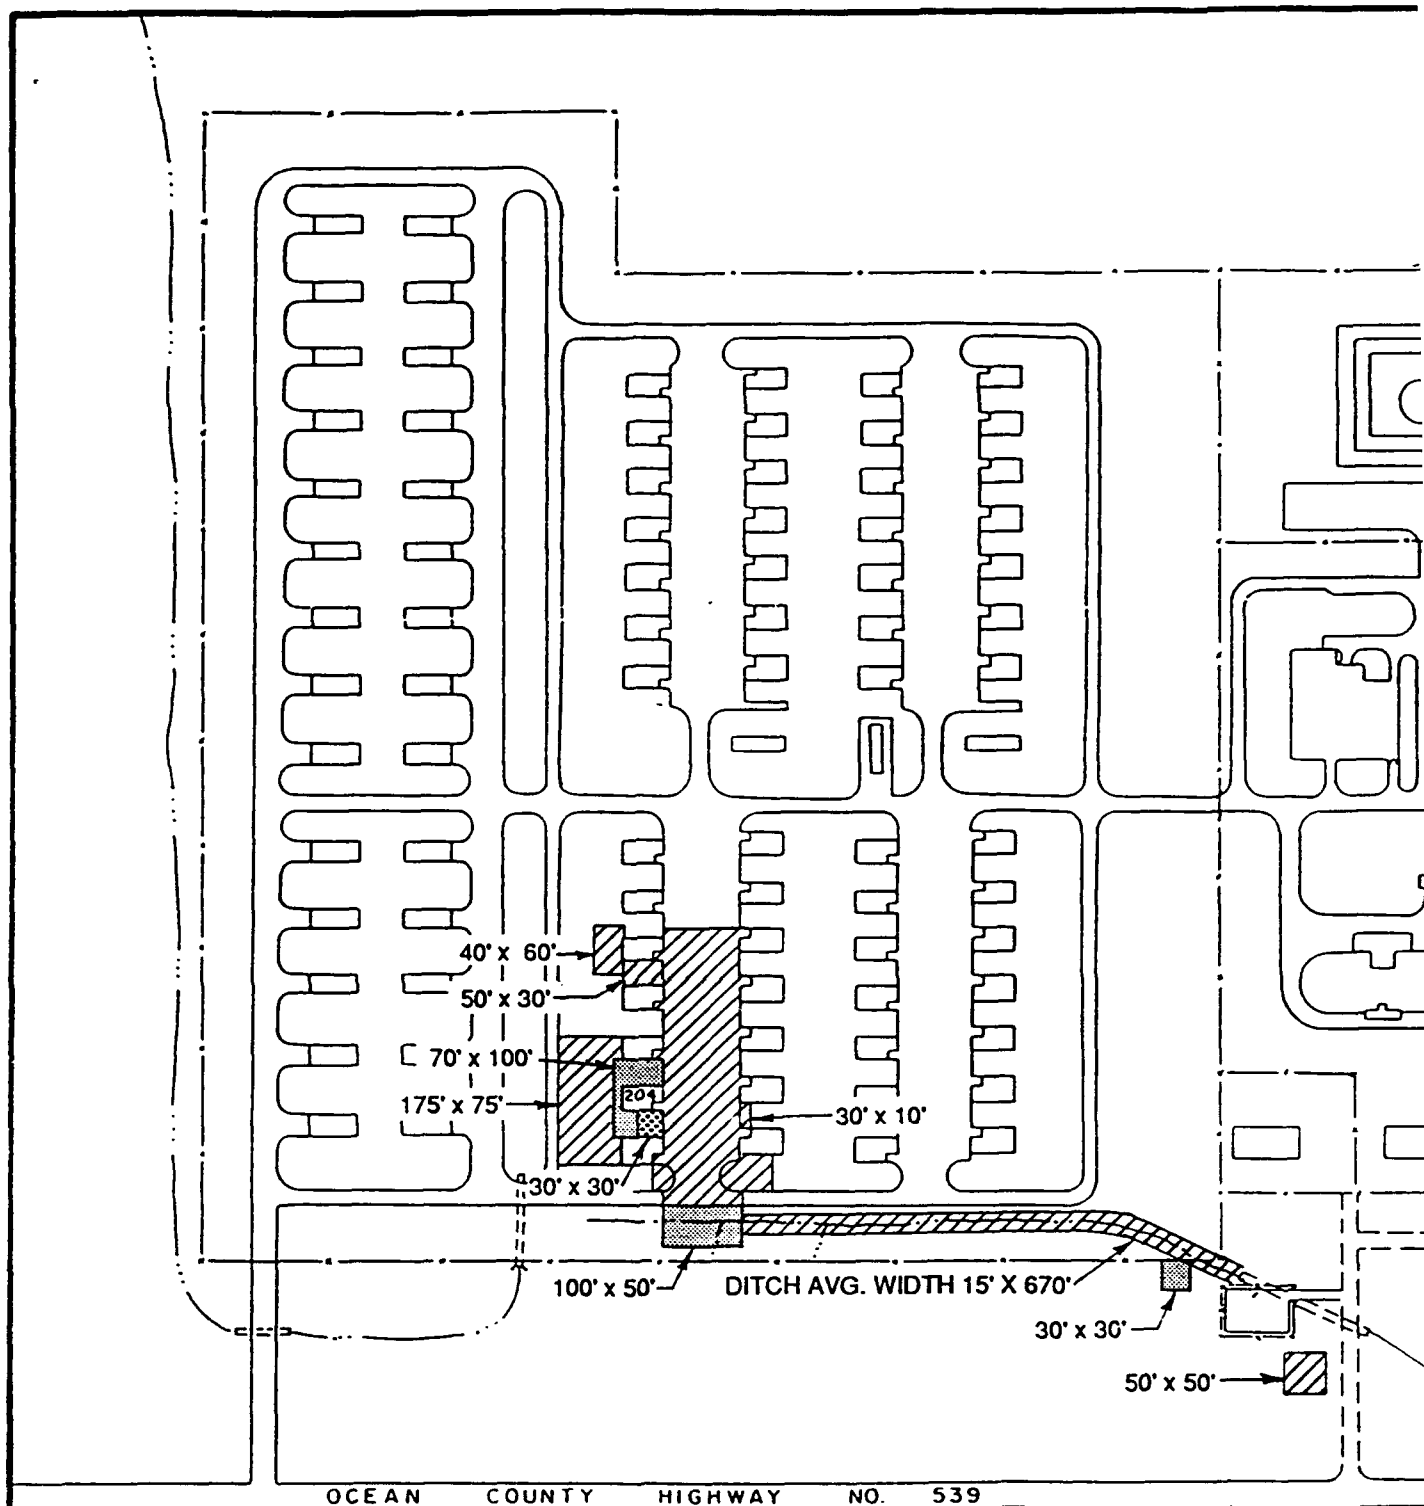 40' x 60'
50' x 30'
70' x 100'
204
175' x 75'
30' x 10'
30' x 30'
100' x 50'
DITCH AVG. WIDTH 15' X 670'
30' x 30'
50' x 50'
OCEAN COUNTY HIGHWAY NO. 539